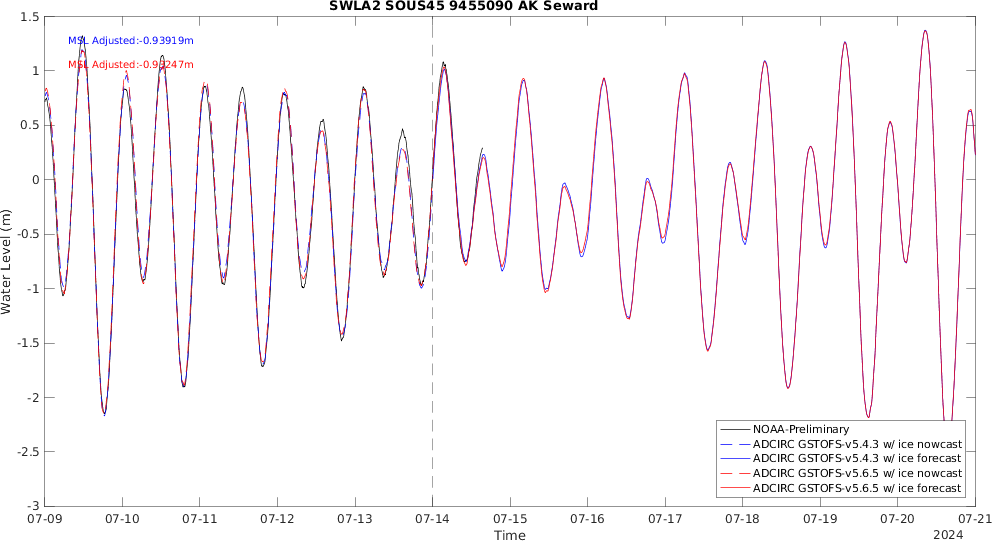 SWLA2 SOUS45 9455090 AK Seward
1.5
1
0.5
0
-0.5
-1
-1.5
-2
-2.5
-3
Water Level (m)
MSL Adjusted:-0.93919m
MSL
NOAA-Preliminary
ADCIRC GSTOFS-v5.4.3 w/ ice nowcast
ADCIRC GSTOFS-v5.4.3 w/ ice forecast
ADCIRC GSTOFS-v5.6.5 w/ ice nowcast
ADCIRC GSTOFS-v5.6.5 w/ ice forecast
07-09 07-10 07-11 07-12 07-13 07-14 07-15 07-16 07-17 07-18 07-19 07-20 07-21
Time
2024